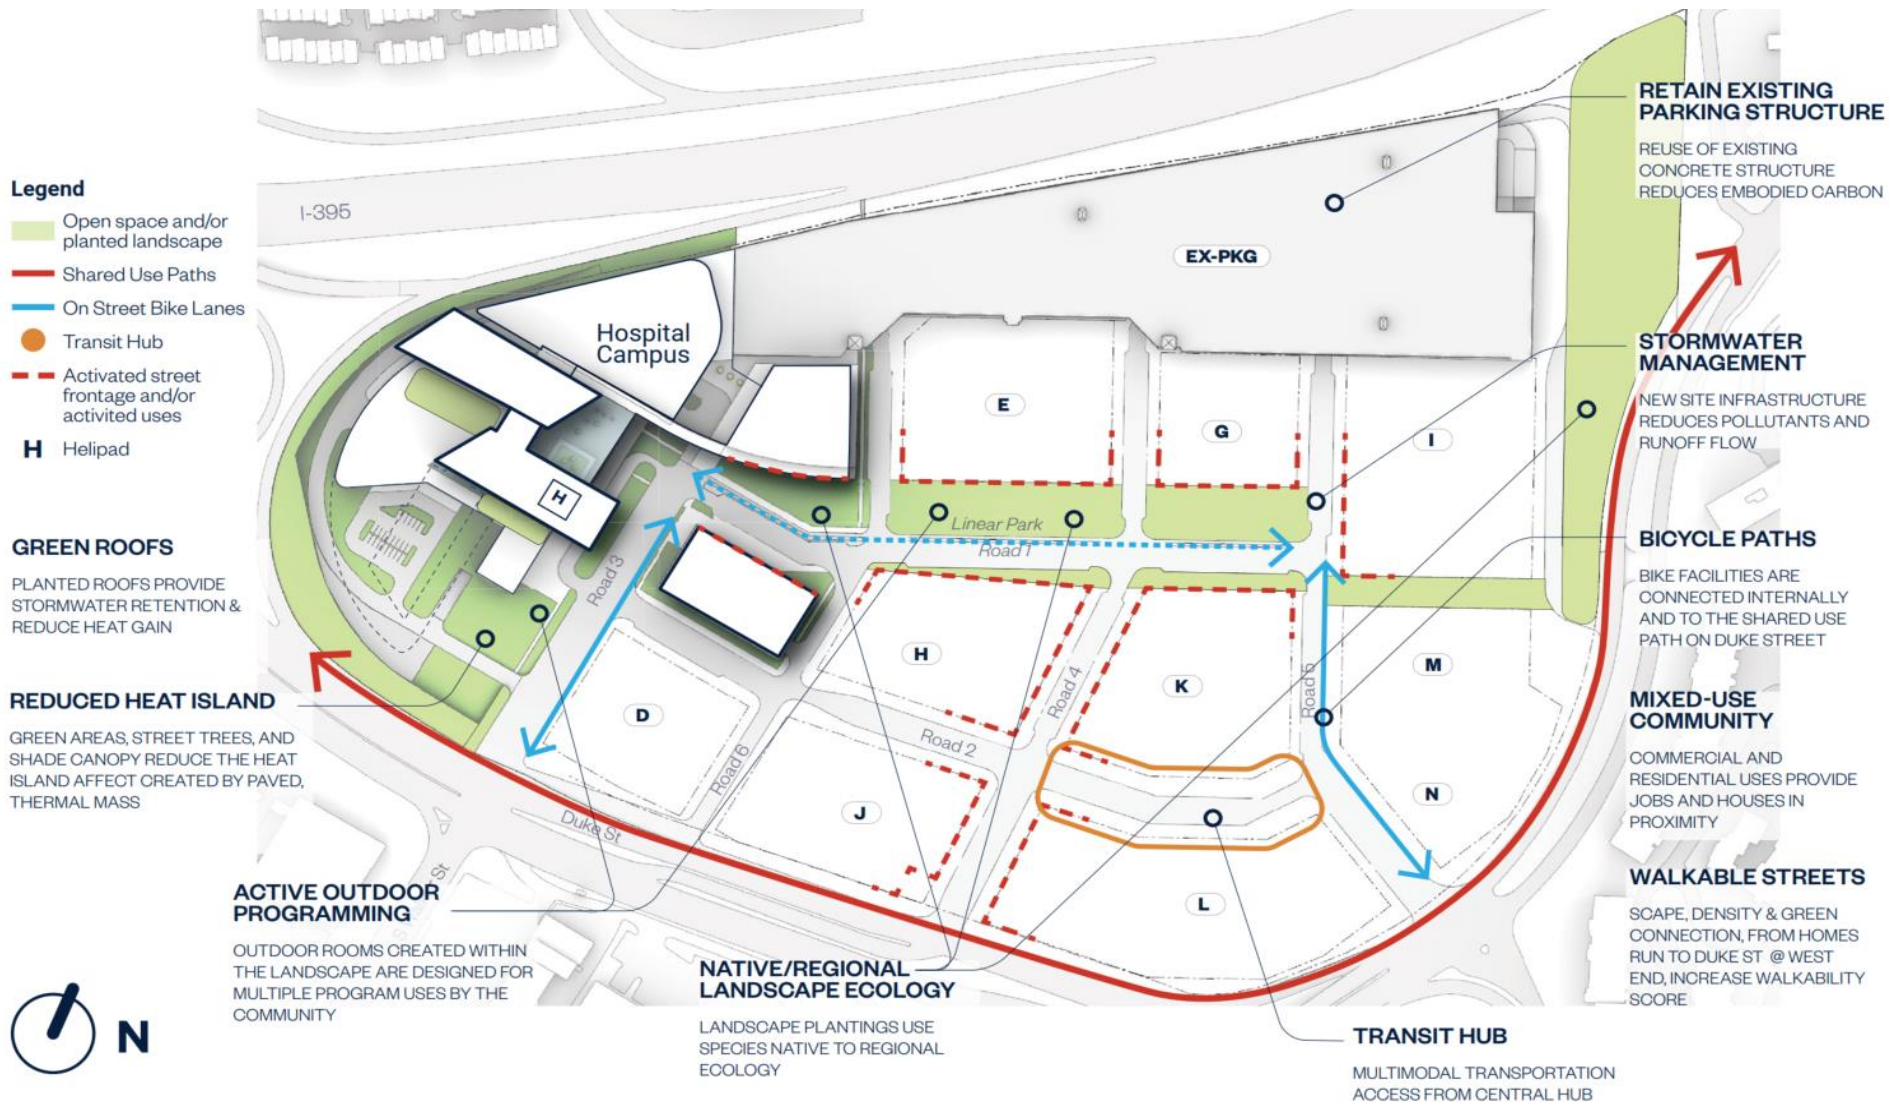 Legend
Open space and/or
planted landscape
Shared Use Paths
On Street Bike Lanes
Transit Hub
Activated street
frontage and/or
activited uses
H Helipad
GREEN ROOFS
PLANTED ROOFS PROVIDE
STORMWATER RETENTION &
REDUCE HEAT GAIN
REDUCED HEAT ISLAND
GREEN AREAS, STREET TREES, AND
SHADE CANOPY REDUCE THE HEAT
ISLAND AFFECT CREATED BY PAVED,
THERMAL MASS
ACTIVE OUTDOOR
PROGRAMMING
OUTDOOR ROOMS CREATED WITHIN
THE LANDSCAPE ARE DESIGNED FOR
MULTIPLE PROGRAM USES BY THE
COMMUNITY
N
I-395
Hospital
Campus
EX-PKG
E
G
I
H
Linear Park
Road 1
Road 3
H
K
M
Road 4
Road 5
D
Road 6
Road 2
J
N
L
Duke St
St
NATIVE/REGIONAL
LANDSCAPE ECOLOGY
LANDSCAPE PLANTINGS USE
SPECIES NATIVE TO REGIONAL
ECOLOGY
TRANSIT HUB
MULTIMODAL TRANSPORTATION
ACCESS FROM CENTRAL HUB
RETAIN EXISTING
PARKING STRUCTURE
REUSE OF EXISTING
CONCRETE STRUCTURE
REDUCES EMBODIED CARBON
STORMWATER
MANAGEMENT
NEW SITE INFRASTRUCTURE
REDUCES POLLUTANTS AND
RUNOFF FLOW
BICYCLE PATHS
BIKE FACILITIES ARE
CONNECTED INTERNALLY
AND TO THE SHARED USE
PATH ON DUKE STREET
MIXED-USE
COMMUNITY
COMMERCIAL AND
RESIDENTIAL USES PROVIDE
JOBS AND HOUSES IN
PROXIMITY
WALKABLE STREETS
SCAPE, DENSITY & GREEN
CONNECTION, FROM HOMES
RUN TO DUKE ST @ WEST
END, INCREASE WALKABILITY
SCORE